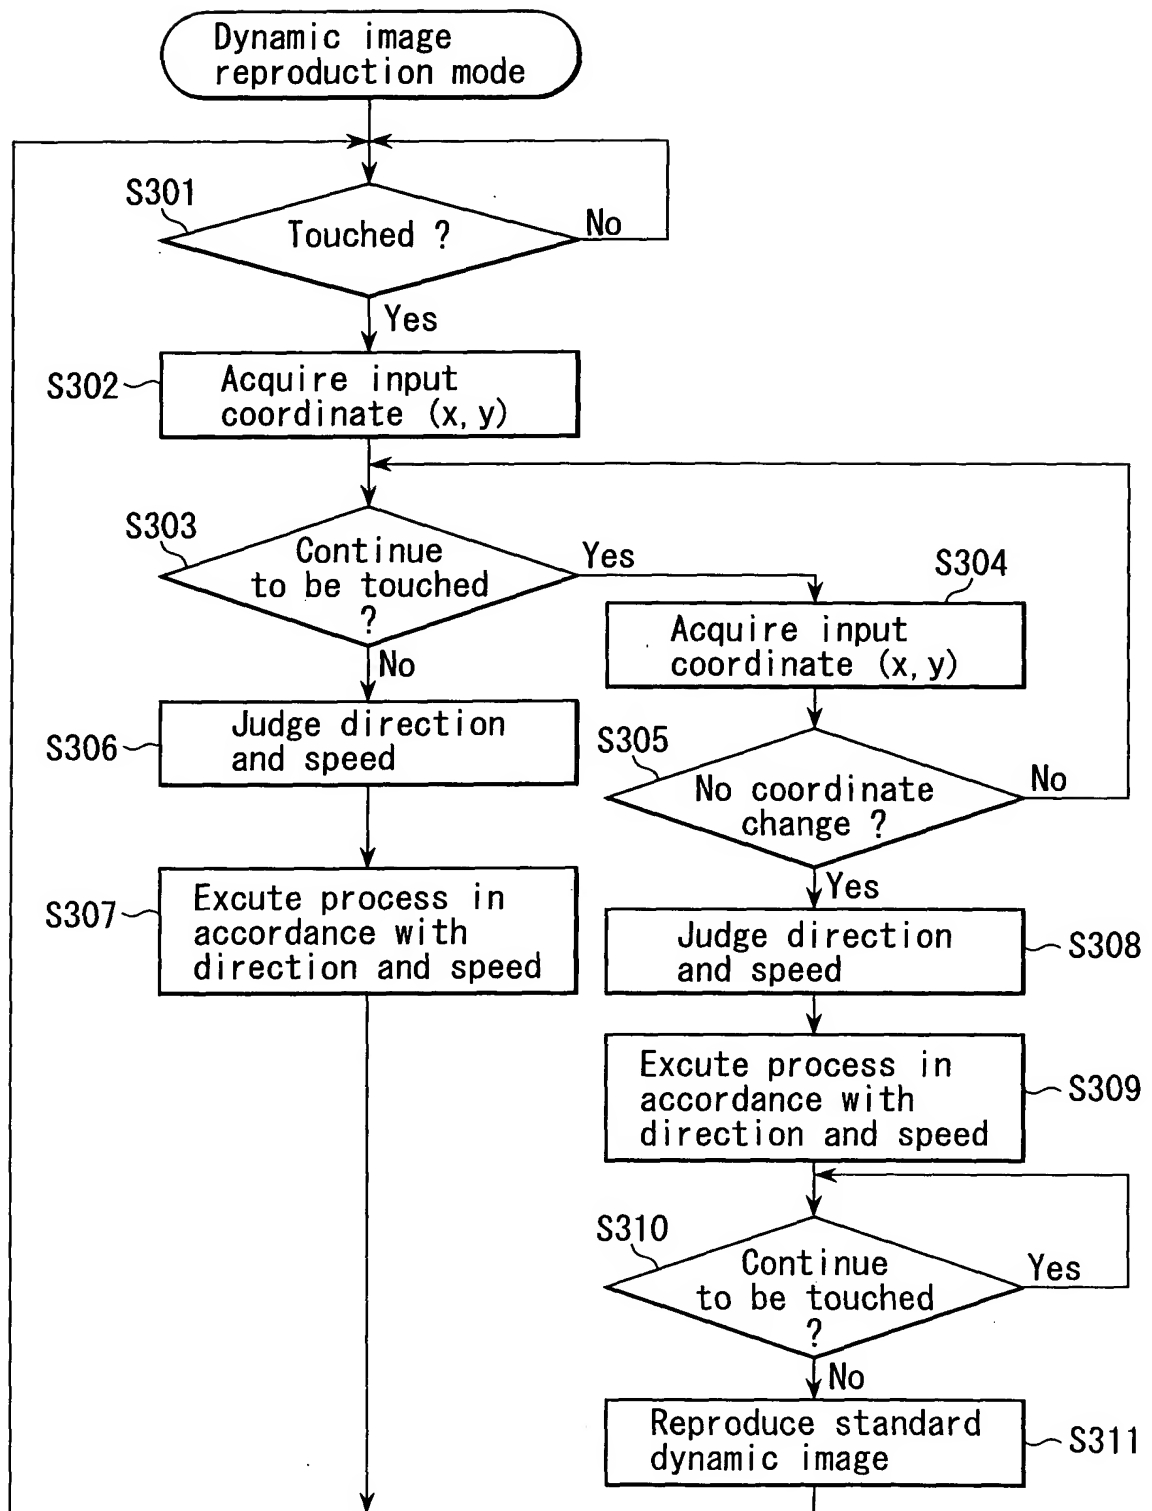 Dynamic image
reproduction mode
S301
Touched ?
No
Yes
S302
Acquire input
coordinate (x, y)
S303
Continue
to be touched
?
Yes
No
S304
Acquire input
coordinate (x, y)
S305
No coordinate
change ?
No
Yes
S306
Judge direction
and speed
S307
Excute process in
accordance with
direction and speed
Judge direction
and speed
S308
Excute process in
accordance with
direction and speed
S309
S310
Continue
to be touched
?
Yes
No
Reproduce standard
dynamic image
S311